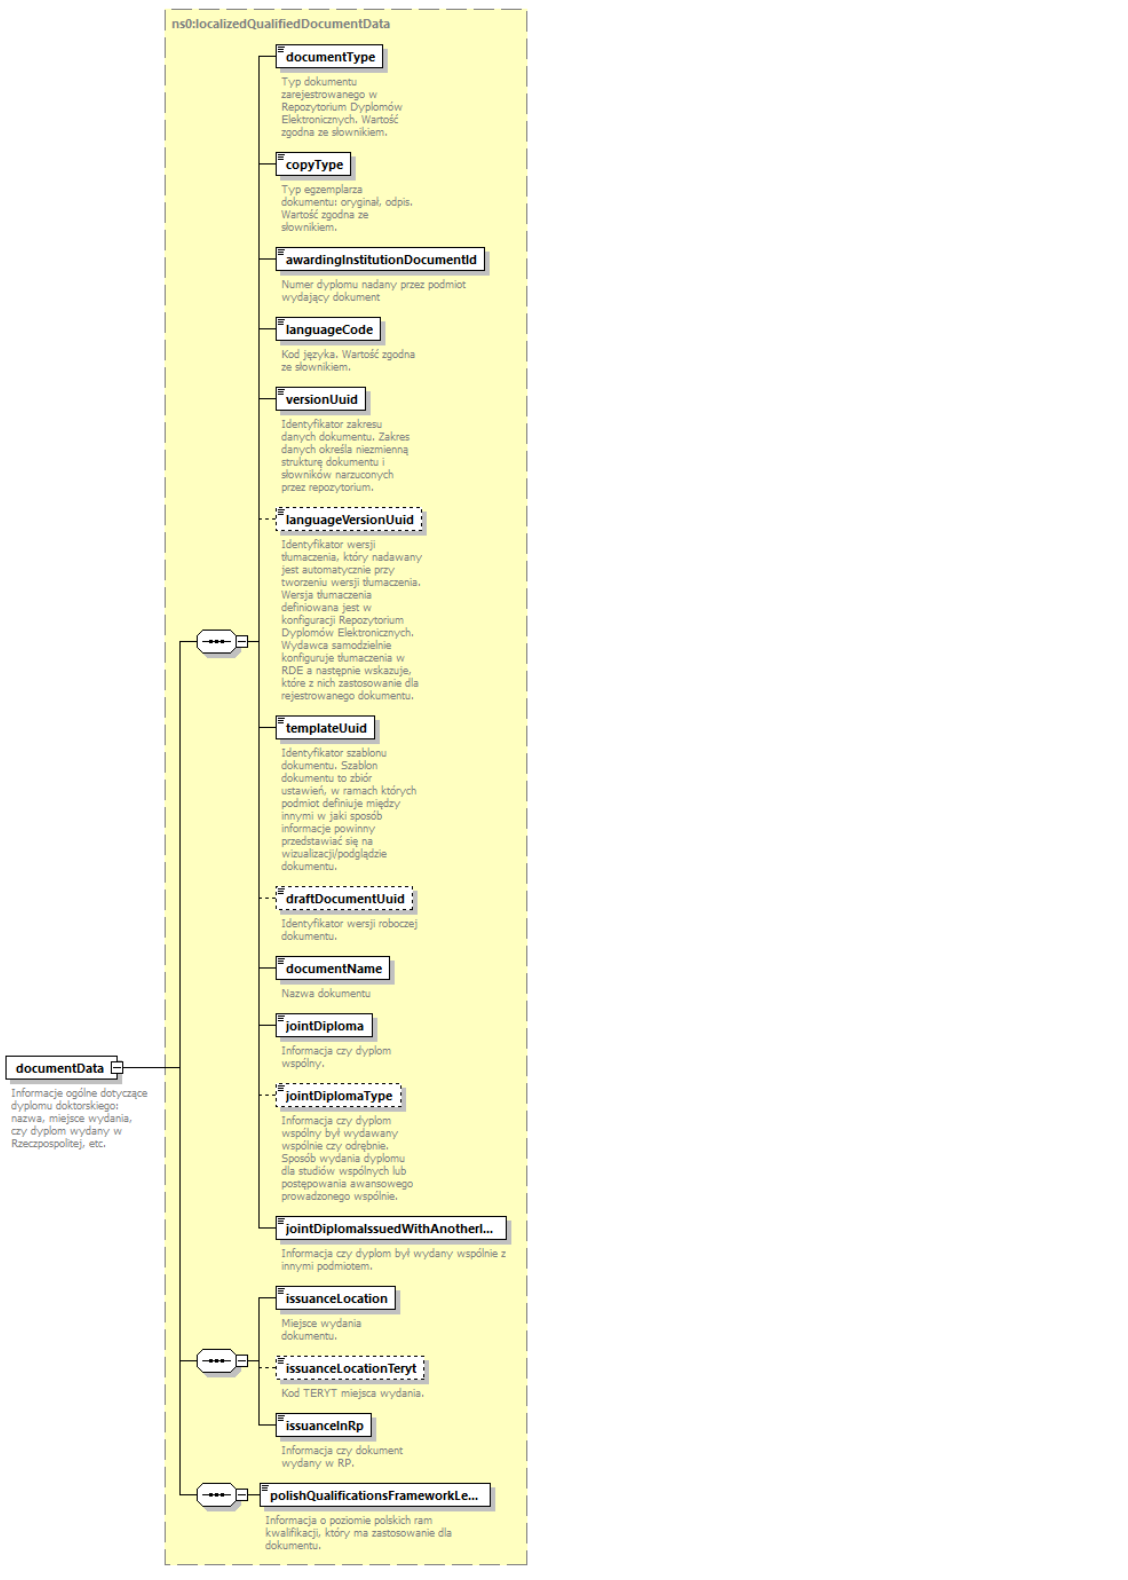 ns0:localizedQualifiedDocumentData
documentType
Typ dokumentu
zarejestrowanego w
Repozytorium Dyplomów
Elektronicznych. Wartość
zgodna ze słownikiem.
copyType
Typ egzemplarza
dokumentu: oryginał, odpis.
Wartość zgodna ze
słownikiem.
awardingInstitutionDocumentId
Numer dyplomu nadany przez podmiot
wydający dokument
languageCode
Kod języka. Wartość zgodna
ze słownikiem.
versionUuid
Identyfikator zakresu
danych dokumentu. Zakres
danych określa niezmienną
strukturę dokumentu i
słowników narzuconych
przez repozytorium.
languageVersionUuid
Identyfikator wersji
tłumaczenia, który nadawany
jest automatycznie przy
tworzeniu wersji tłumaczenia.
Wersja tłumaczenia
definiowana jest w
konfiguracji Repozytorium
Dyplomów Elektronicznych.
Wydawca samodzielnie
konfiguruje tłumaczenia w
RDE a następnie wskazuje,
które z nich zastosowanie dla
rejestrowanego dokumentu.
templateUuid
Identyfikator szablonu
dokumentu. Szablon
dokumentu to zbiór
ustawień, w ramach których
podmiot definiuje między
innymi w jaki sposób
informacje powinny
przedstawiać się na
wizualizacji/podglądzie
dokumentu.
draftDocumentUuid
Identyfikator wersji roboczej
dokumentu.
documentName
Nazwa dokumentu
jointDiploma
Informacja czy dyplom
wspólny.
documentData
Informacje ogólne dotyczące
dyplomu doktorskiego:
nazwa, miejsce wydania,
czy dyplom wydany w
Rzeczpospolitej, etc.
jointDiplomaType
Informacja czy dyplom
wspólny był wydawany
wspólnie czy odrębnie.
Sposób wydania dyplomu
dla studiów wspólnych lub
postępowania awansowego
prowadzonego wspólnie.
jointDiplomaIssuedWithAnotherI...
Informacja czy dyplom był wydany wspólnie z
innymi podmiotem.
issuanceLocation
Miejsce wydania
dokumentu.
issuanceLocationTeryt
Kod TERYT miejsca wydania.
issuanceInRp
Informacja czy dokument
wydany w RP.
polishQualificationsFrameworkLe...
Informacja o poziomie polskich ram
kwalifikacji, który ma zastosowanie dla
dokumentu.